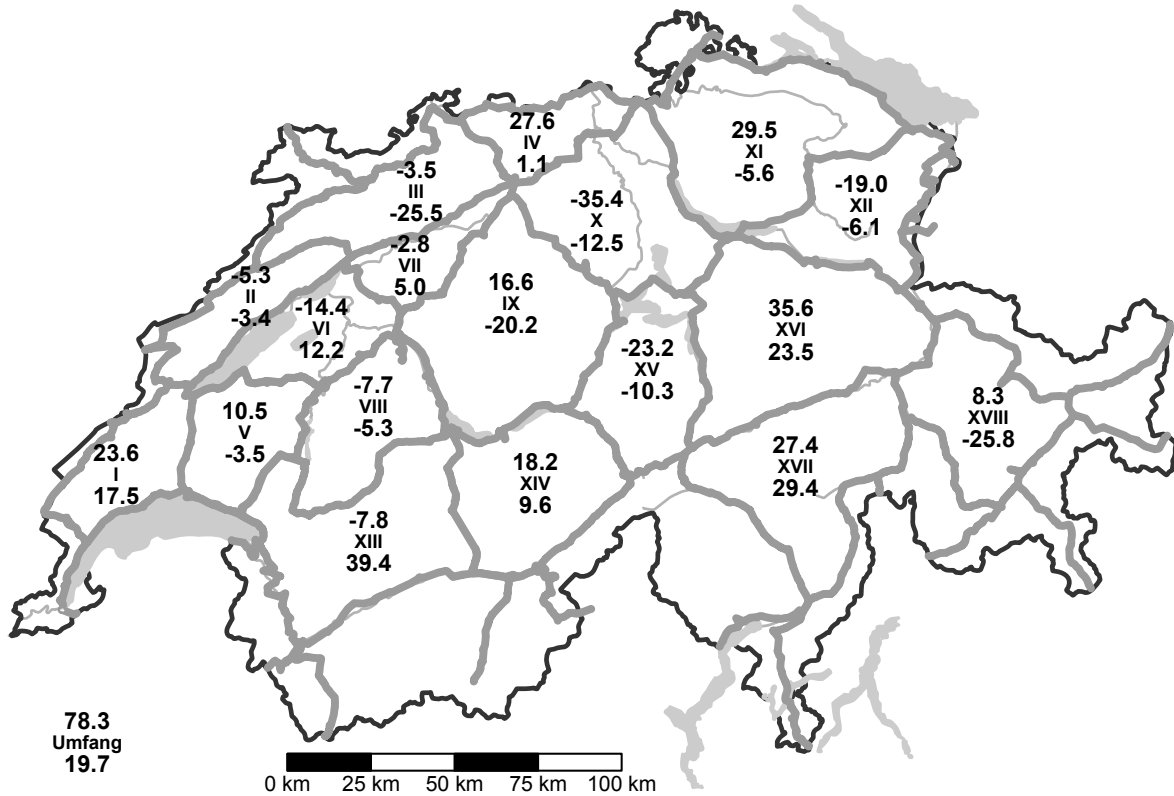 27.6
IV
1.1
29.5
XI
-5.6
-3.5
III
-25.5
-35.4
X
-12.5
-19.0
XII
-6.1
-2.8
VII
5.0
-5.3
II
-3.4
-14.4
VI
12.2
16.6
IX
-20.2
35.6
XVI
23.5
-23.2
XV
-10.3
-7.7
VIII
-5.3
8.3
XVIII
-25.8
10.5
V
-3.5
23.6
I
17.5
18.2
XIV
9.6
27.4
XVII
29.4
-7.8
XIII
39.4
78.3
Umfang
19.7
0 km 25 km 50 km 75 km 100 km